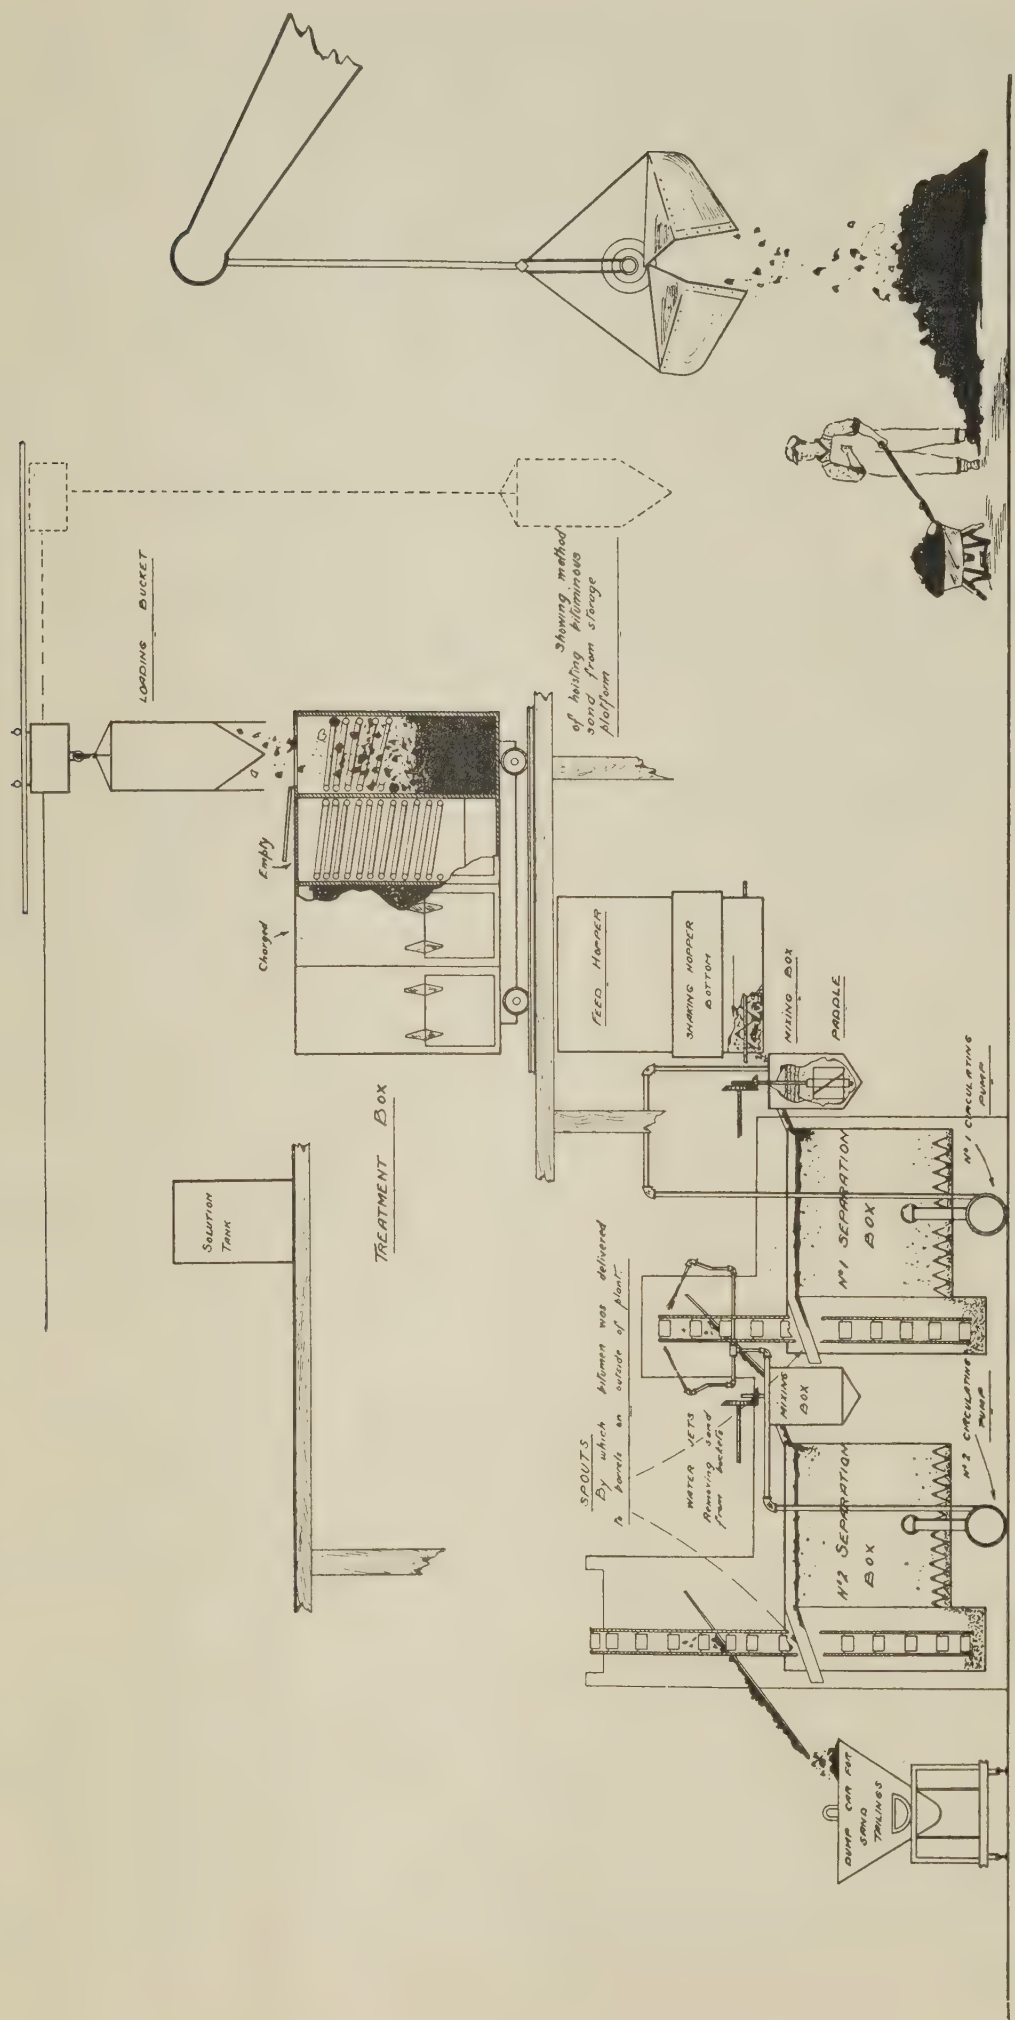 LOADING BUCKET
Showing method
of hoisting bituminous
sand from storage
platform
Empty
Charged
TREATMENT BOX
SOLUTION
TANK
FEED HOPPER
SHAKING HOPPER
BOTTOM
MIXING BOX
PADDLE
Nº 1 CIRCULATING
PUMP
Nº 1 SEPARATION
BOX
SPOUTS
By which bitumen was delivered
to barrels on outside of plant
WATER JETS
Removing sand
from buckets
MIXING
BOX
Nº 2 CIRCULATING
PUMP
Nº 2 SEPARATION
BOX
DUMP CAR FOR
SAND
TAILINGS